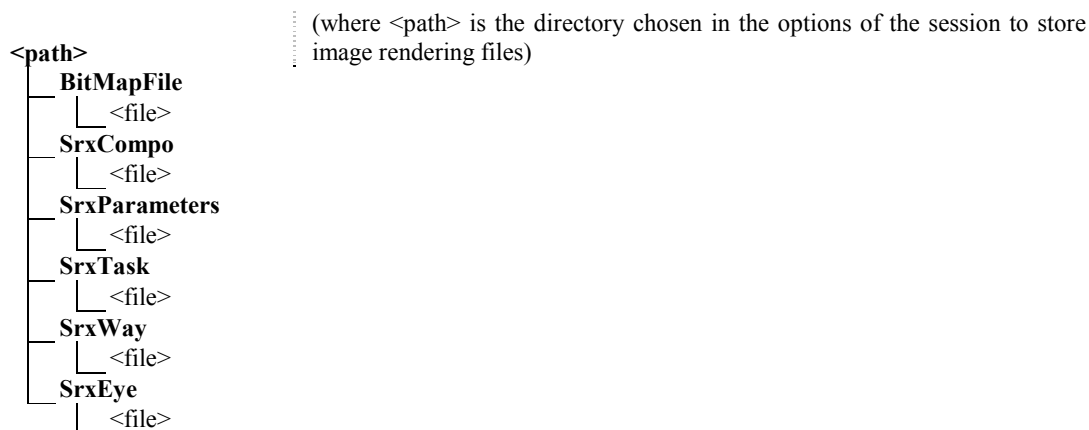 (where <path> is the directory chosen in the options of the session to store
image rendering files)
<path>
BitMapFile
<file>
SrxCompo
<file>
SrxParameters
<file>
SrxTask
<file>
SrxWay
<file>
SrxEye
<file>